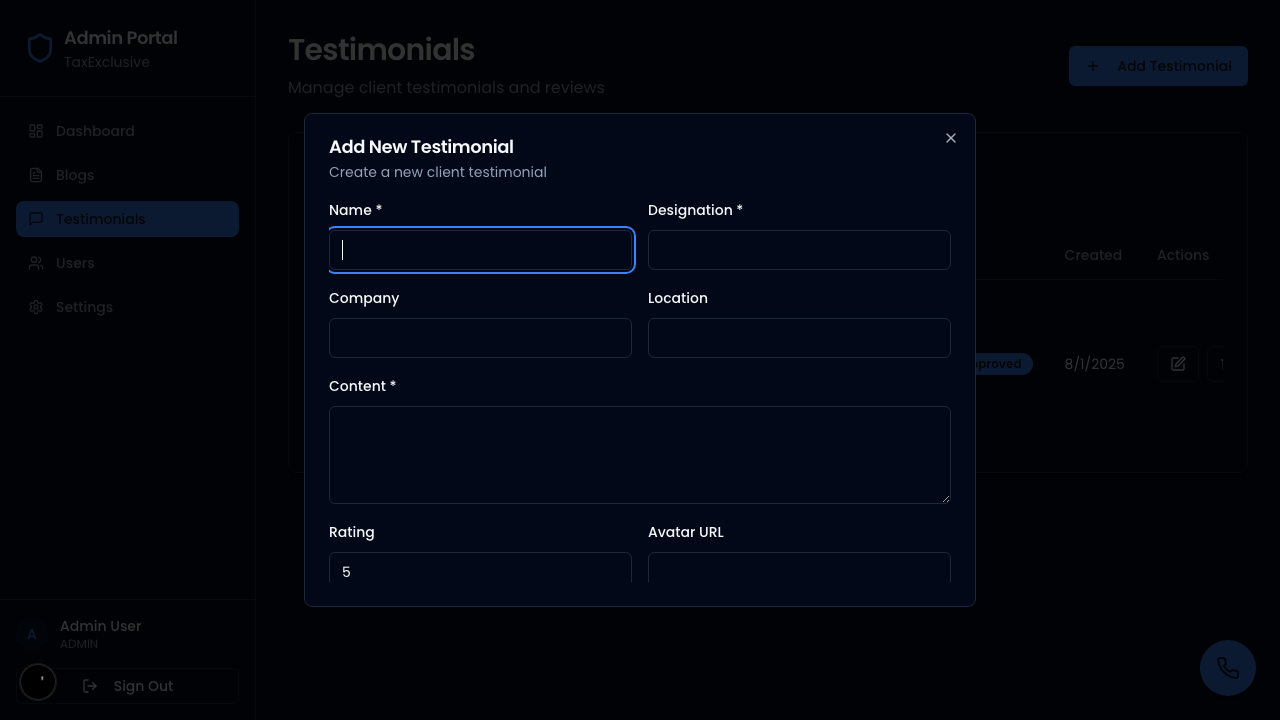 Admin Portal
TaxExclusive
Dashboard
Blogs
Testimonials
Users
Settings
Admin User
ADMIN
A
Sign Out
Testimonials
Manage client testimonials and reviews
Add Testimonial
Created
Actions
proved
8/1/2025
Add New Testimonial
Create a new client testimonial
Name *
Designation *
Company
Location
Content *
Rating
Avatar URL
5